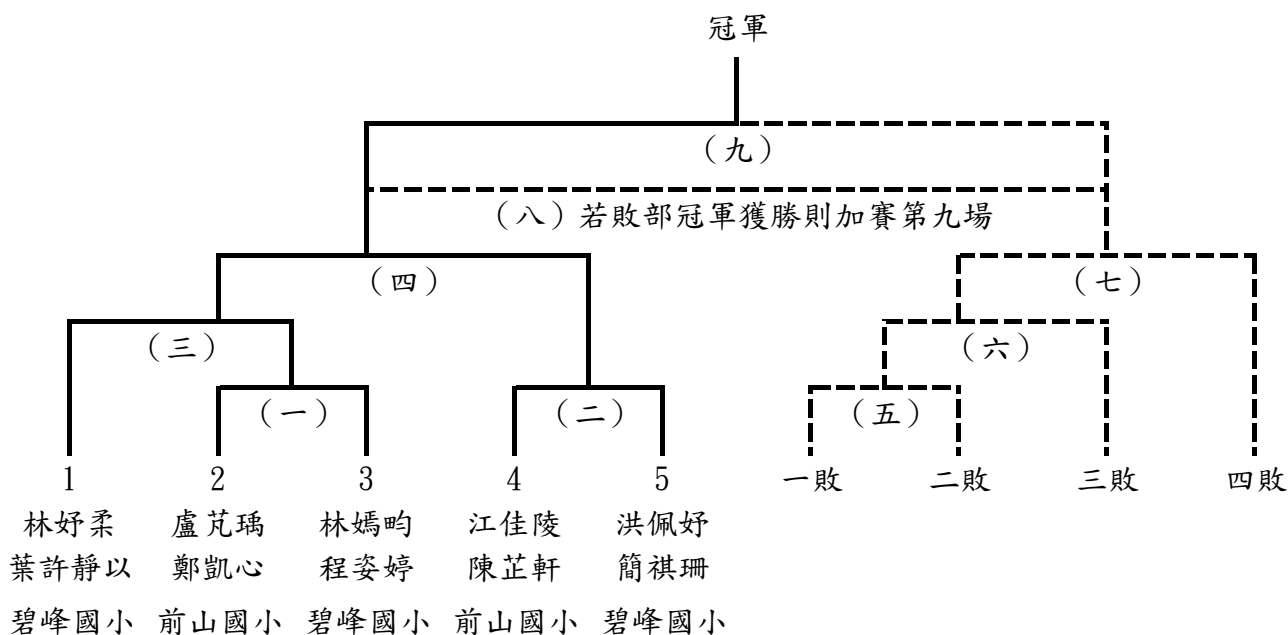 冠軍
（九）
（八）若敗部冠軍獲勝則加賽第九場
（四） （七）
（三） （六）
（一） （二） （五）
1 2 3 4 5 一敗 二敗 三敗 四敗
林妤柔 盧芃瑀 林嫣畇 江佳陵 洪佩妤
葉許靜以 鄭凱心 程姿婷 陳芷軒 簡祺珊
碧峰國小 前山國小 碧峰國小 前山國小 碧峰國小